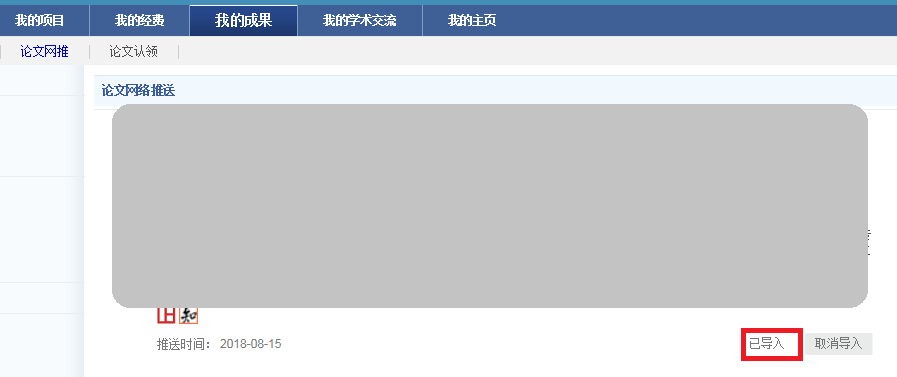 我的项目 我的经费 我的成果 我的学术交流 我的主页
论文网推 论文认领
论文网络推送
知
推送时间： 2018-08-15 已导入 取消导入